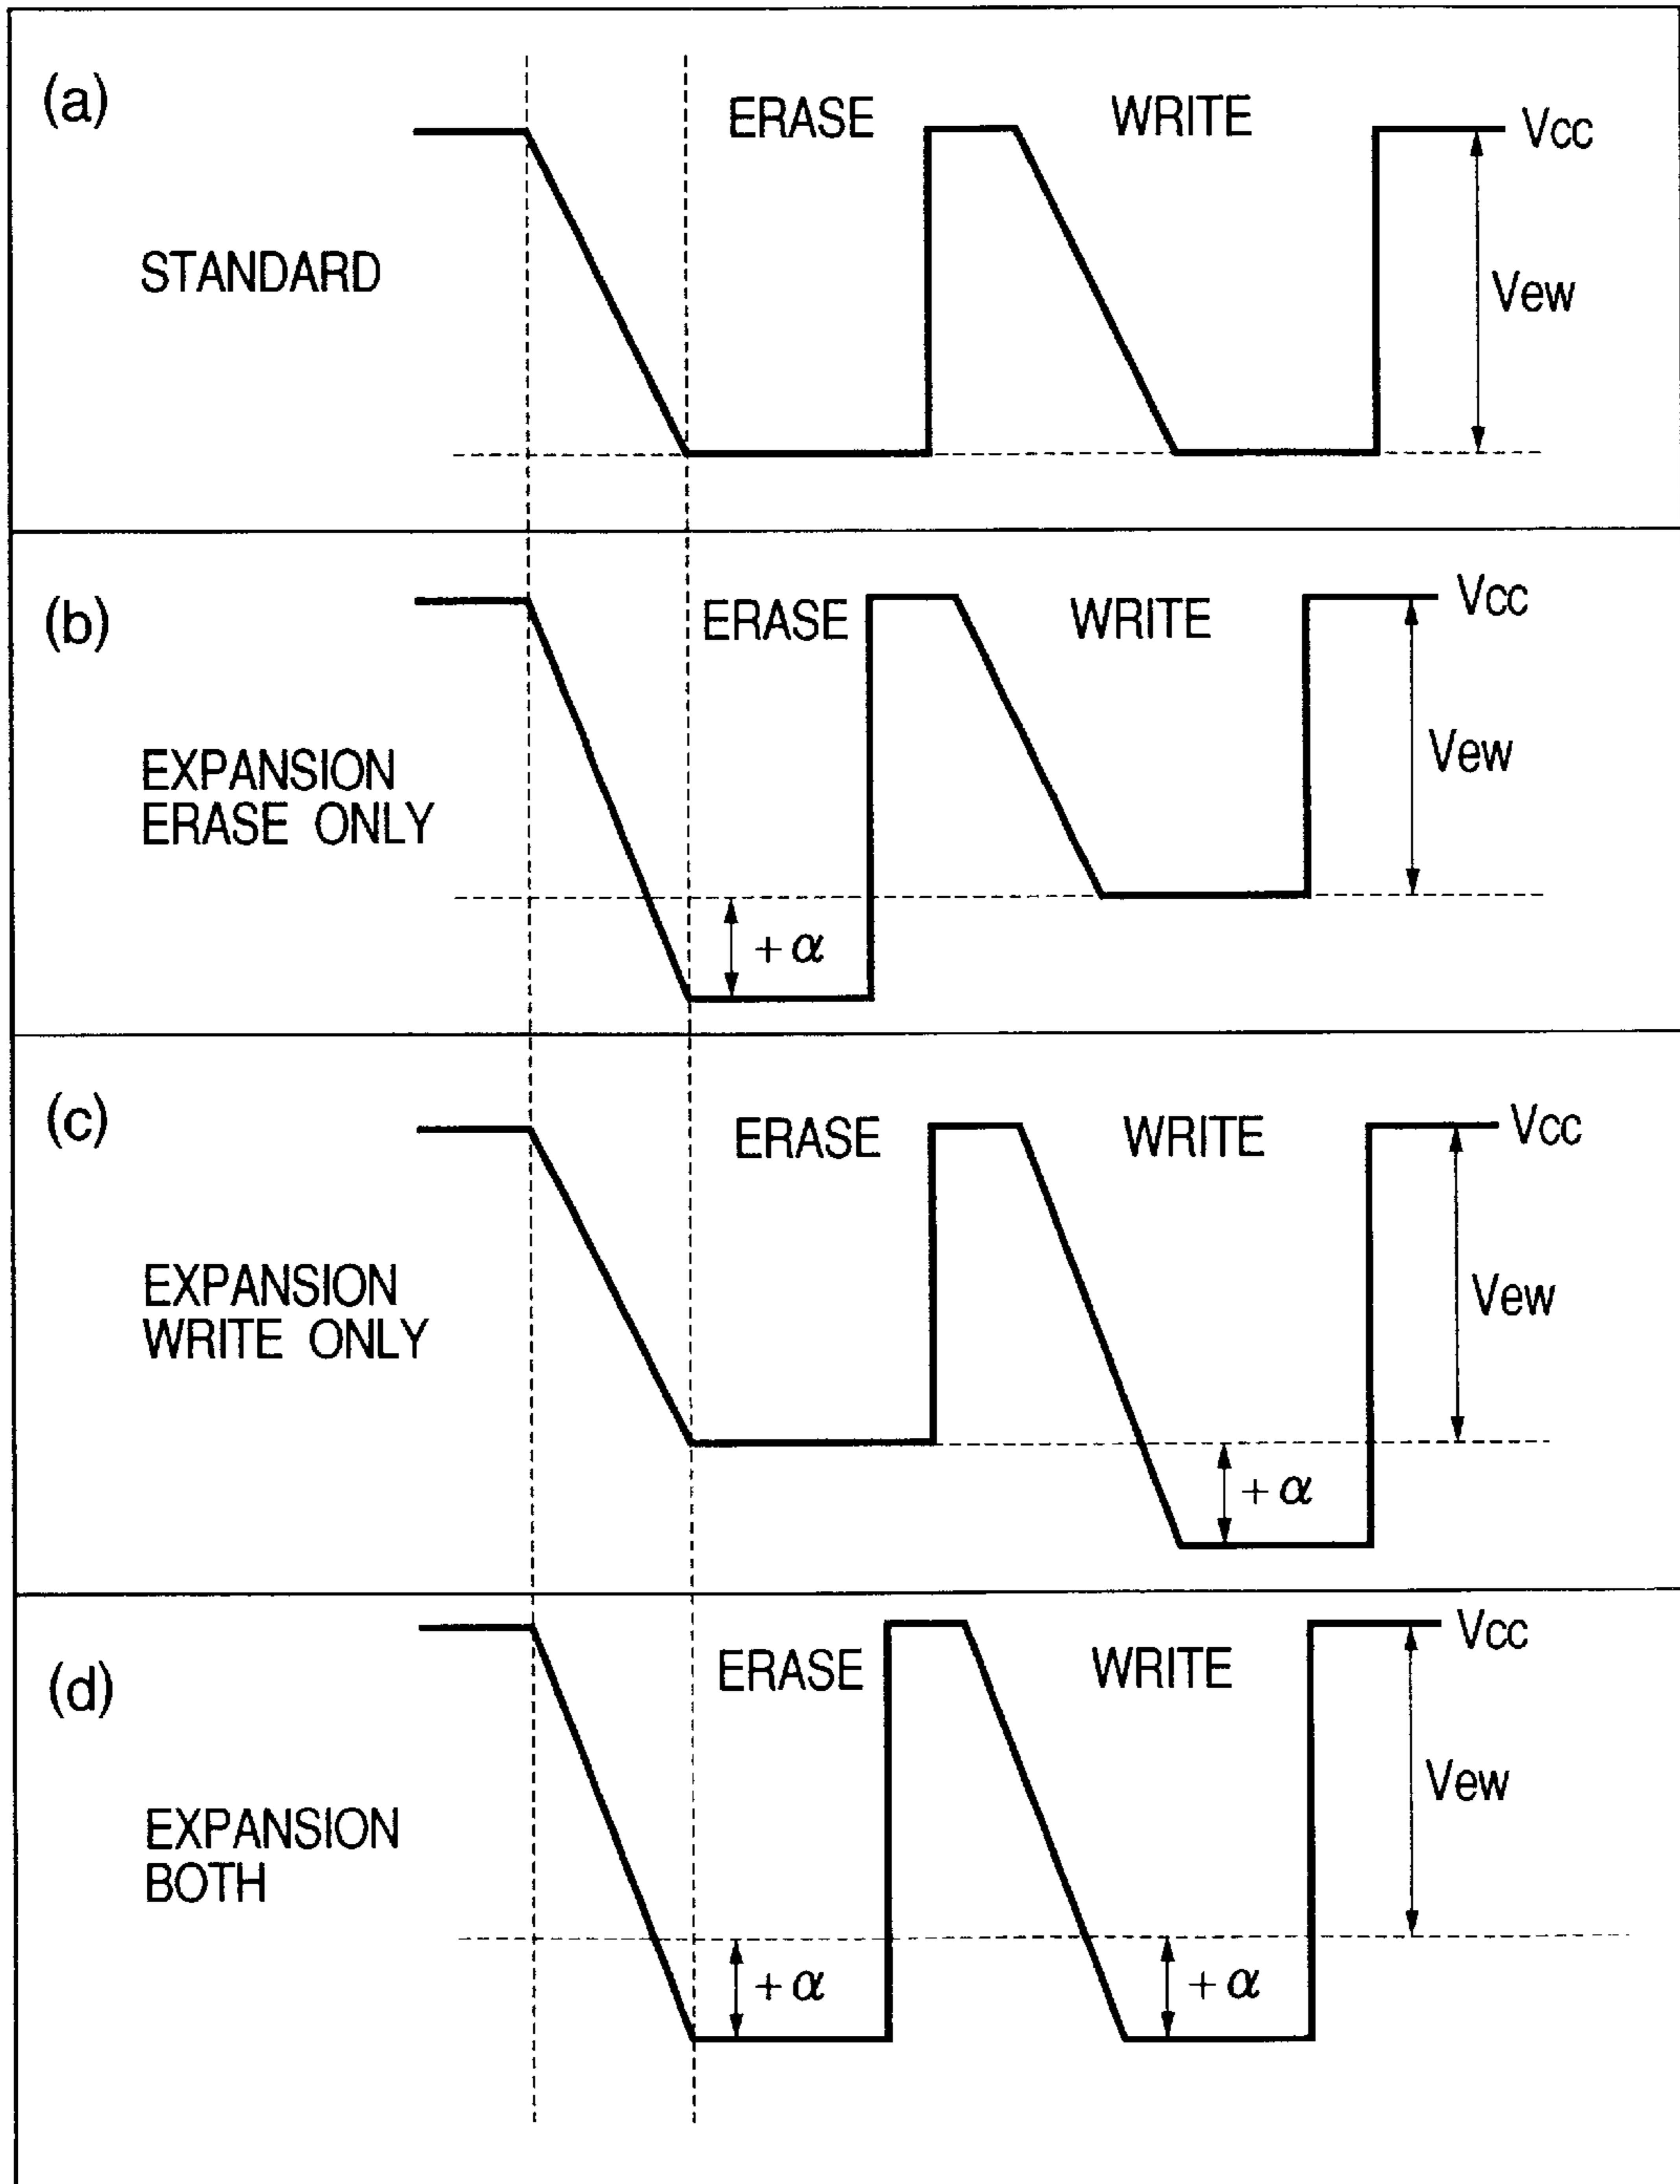 (a)
ERASE
WRITE
Vcc
STANDARD
Vew
(b)
ERASE
WRITE
Vcc
EXPANSION
ERASE ONLY
Vew
+α
(c)
ERASE
WRITE
Vcc
EXPANSION
WRITE ONLY
Vew
+α
(d)
ERASE
WRITE
Vcc
EXPANSION
BOTH
Vew
+α
+α